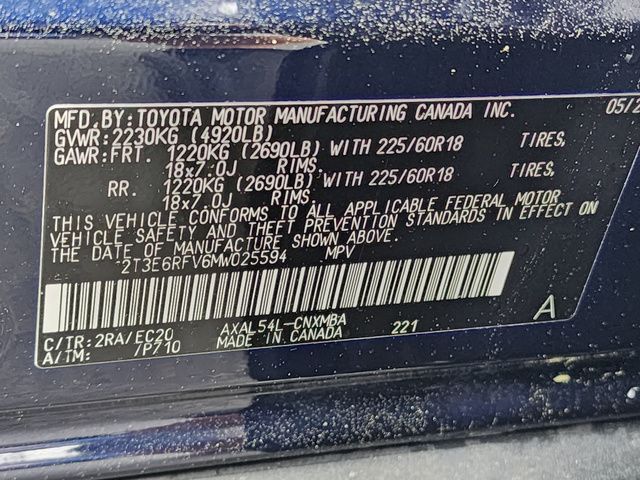 MFD.BY:TOYOTA MOTOR MANUFACTURING CANADA INC. 05/2
GVWR:2230KG (4920LB)
GAWR:FRT. 1220KG (2690LB) WITH 225/60R18 TIRES,
18x7.0J RIMS.
RR. 1220KG (2690LB) WITH 225/60R18 TIRES,
18x7.0J RIMS.
THIS VEHICLE CONFORMS TO ALL APPLICABLE FEDERAL MOTOR
VEHICLE SAFETY AND THEFT PREVENTION STANDARDS IN EFFECT ON
THE DATE OF MANUFACTURE SHOWN ABOVE.
2T3E6RFV6MW025594 MPV
C/TR:2RA/EC20 AXAL54L-CNXMBA A
A/TM: /P710 MADE IN CANADA 221